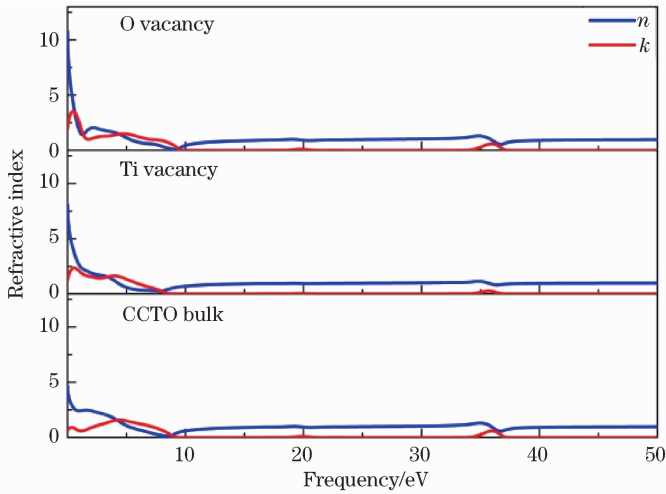 O vacancy
n
k
10
5
0
Ti vacancy
10
5
0
CCTO bulk
10
5
0
10 20 30 40 50
Refractive index
Frequency/eV